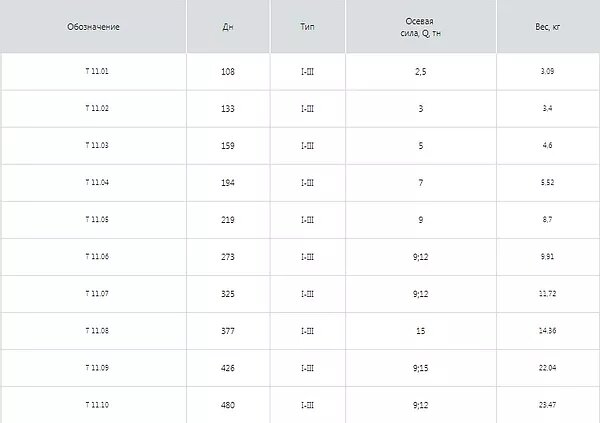 Обозначение Дн Тип Осевая сила, Q, тн Вес, кг
Т 11.01 108 I-III 2,5 3,09
Т 11.02 133 I-III 3 3,4
Т 11.03 159 I-III 5 4,6
Т 11.04 194 I-III 7 5,52
Т 11.05 219 I-III 9 8,7
Т 11.06 273 I-III 9;12 9,91
Т 11.07 325 I-III 9;12 11,72
Т 11.08 377 I-III 15 14,36
Т 11.09 426 I-III 9;15 22,04
Т 11.10 480 I-III 9;12 23,47